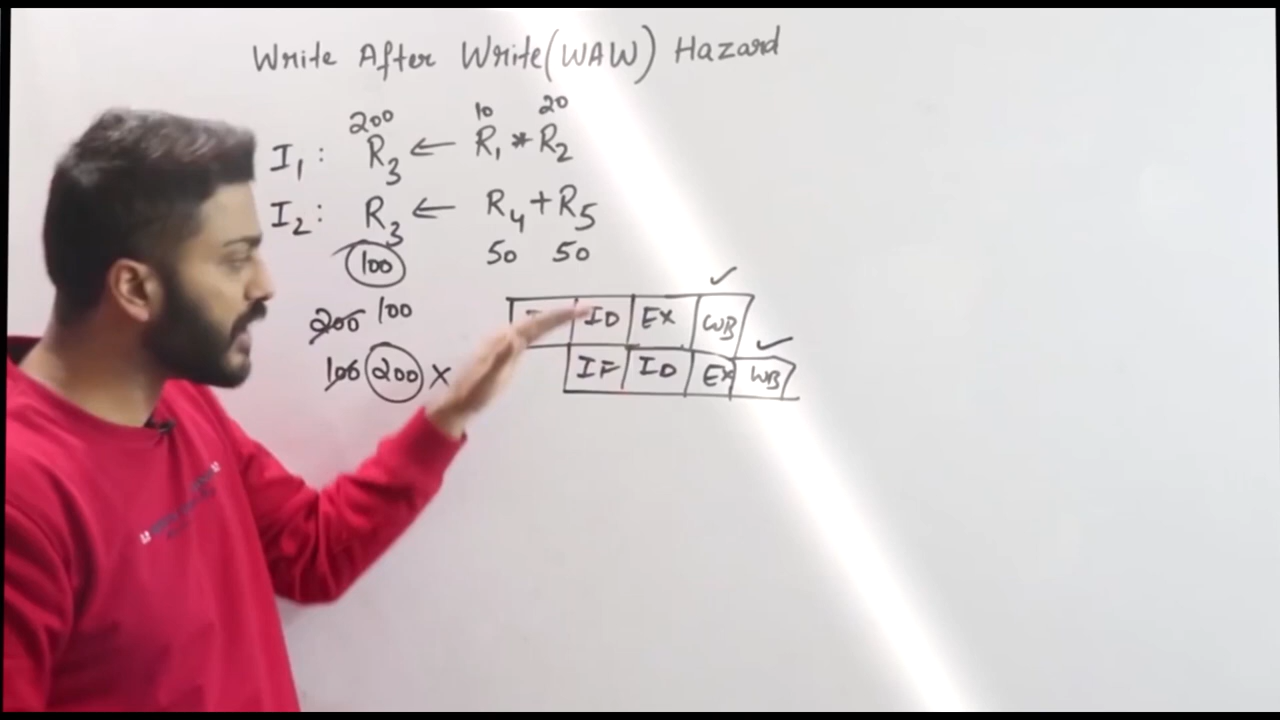 Write After Write (WAW) Hazard
200 10 20
I1: R3 ← R1 * R2
I2: R3 ← R4 + R5
100 50 50
200 100
100 200 ×
✓
ID EX WB
✓
IF ID EX WB